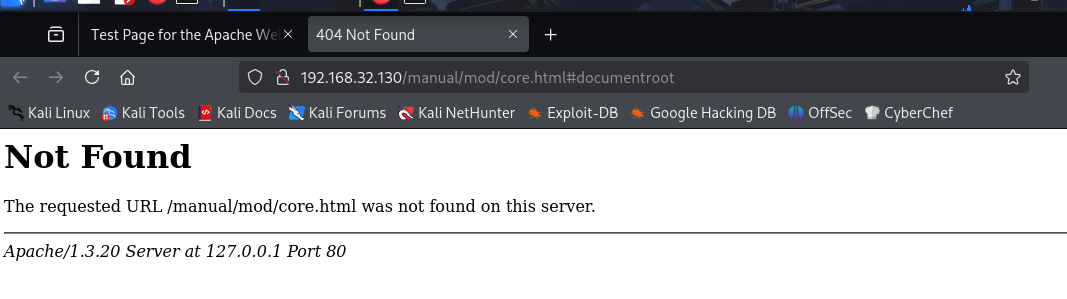 Test Page for the Apache We
404 Not Found
192.168.32.130/manual/mod/core.html#documentroot
Kali Linux Kali Tools Kali Docs Kali Forums Kali NetHunter Exploit-DB Google Hacking DB OffSec CyberChef
Not Found
The requested URL /manual/mod/core.html was not found on this server.
Apache/1.3.20 Server at 127.0.0.1 Port 80